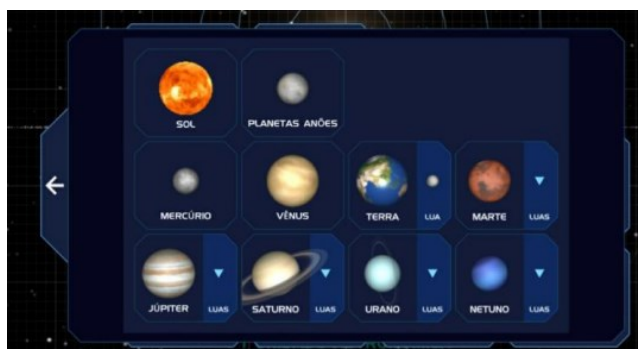 SOL
PLANETAS ANÕES
MERCÚRIO
VÊNUS
TERRA
LUA
MARTE
LUAS
JÚPITER
LUAS
SATURNO
LUAS
URANO
LUAS
NETUNO
LUAS